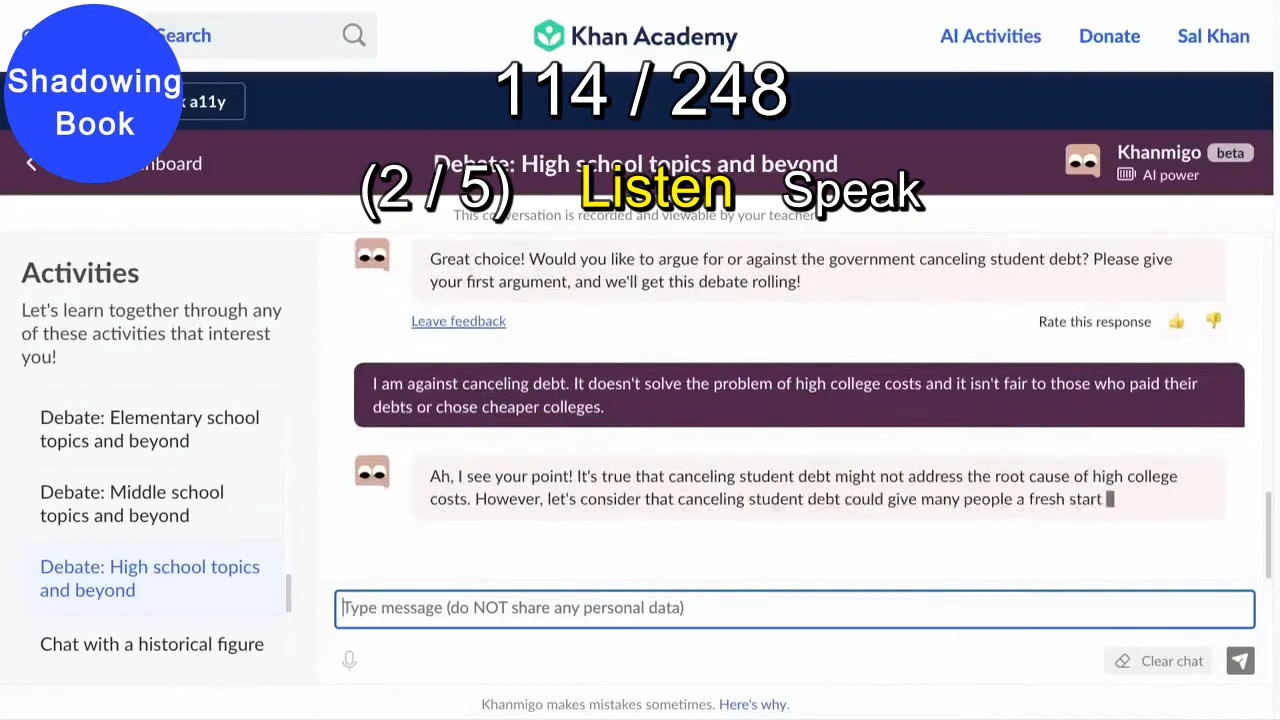 Search
Khan Academy
AI Activities
Donate
Sal Khan
Shadowing
Book
a11y
114 / 248
Debate: High school topics and beyond
Khanmigo beta
AI power
(2 / 5) Listen Speak
This conversation is recorded and viewable by your teacher
Activities
Let's learn together through any
of these activities that interest
you!
Debate: Elementary school
topics and beyond
Debate: Middle school
topics and beyond
Debate: High school topics
and beyond
Chat with a historical figure
Great choice! Would you like to argue for or against the government canceling student debt? Please give
your first argument, and we'll get this debate rolling!
Leave feedback
Rate this response
I am against canceling debt. It doesn't solve the problem of high college costs and it isn't fair to those who paid their
debts or chose cheaper colleges.
Ah, I see your point! It's true that canceling student debt might not address the root cause of high college
costs. However, let's consider that canceling student debt could give many people a fresh start
Type message (do NOT share any personal data)
Clear chat
Khanmigo makes mistakes sometimes. Here's why.